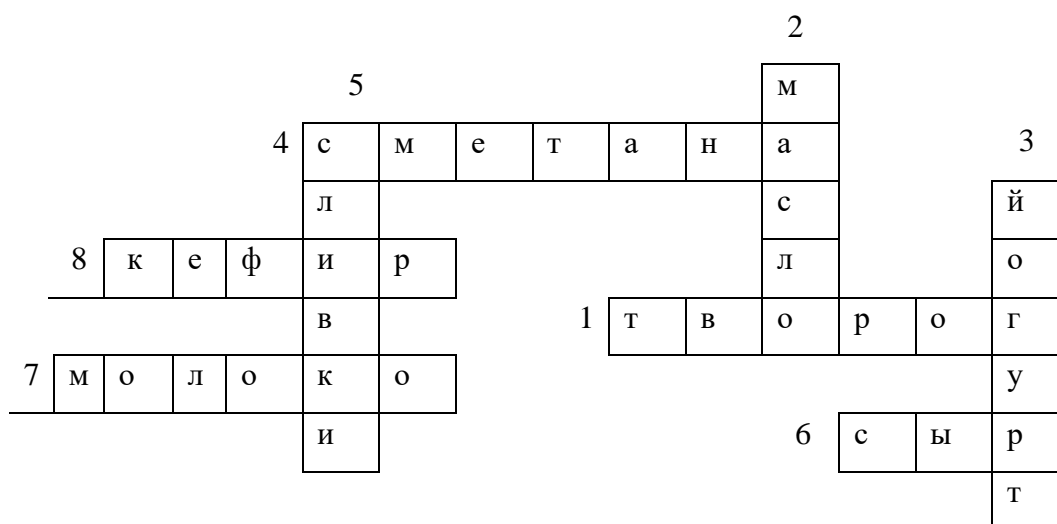 2
5 м
4 с м е т а н а 3
л с й
8 к е ф и р л о
в 1 т в о р о г
7 м о л о к о у
и 6 с ы р
т